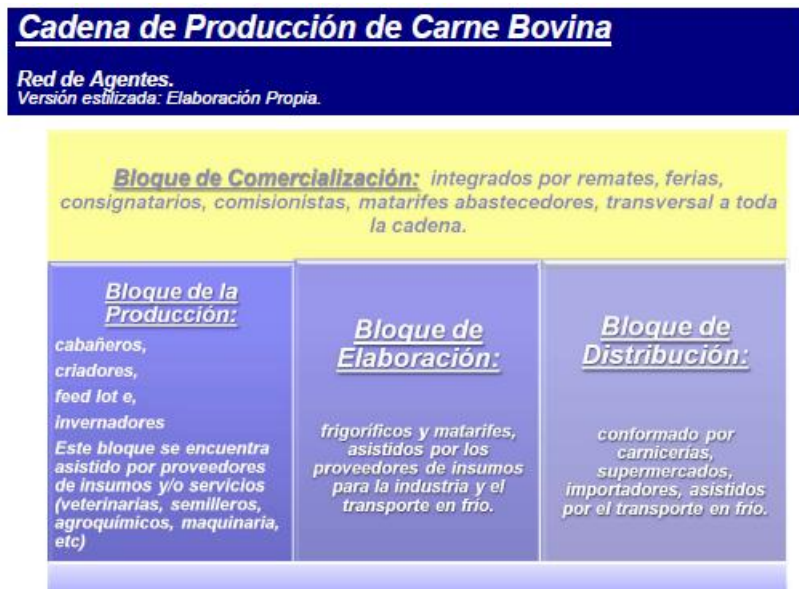 Cadena de Producción de Carne Bovina
Red de Agentes.
Versión estilizada: Elaboración Propia.
Bloque de Comercialización: integrados por remates, ferias,
consignatarios, comisionistas, matarifes abastecedores, transversal a toda
la cadena.
Bloque de la
Producción:
cabañeros,
criadores,
feed lot e,
invernadores
Este bloque se encuentra
asistido por proveedores
de insumos y/o servicios
(veterinarias, semilleros,
agroquímicos, maquinaria,
etc)
Bloque de
Elaboración:
frigoríficos y matarifes,
asistidos por los
proveedores de insumos
para la industria y el
transporte en frío.
Bloque de
Distribución:
conformado por
carnicerías,
supermercados,
importadores, asistidos
por el transporte en frío.